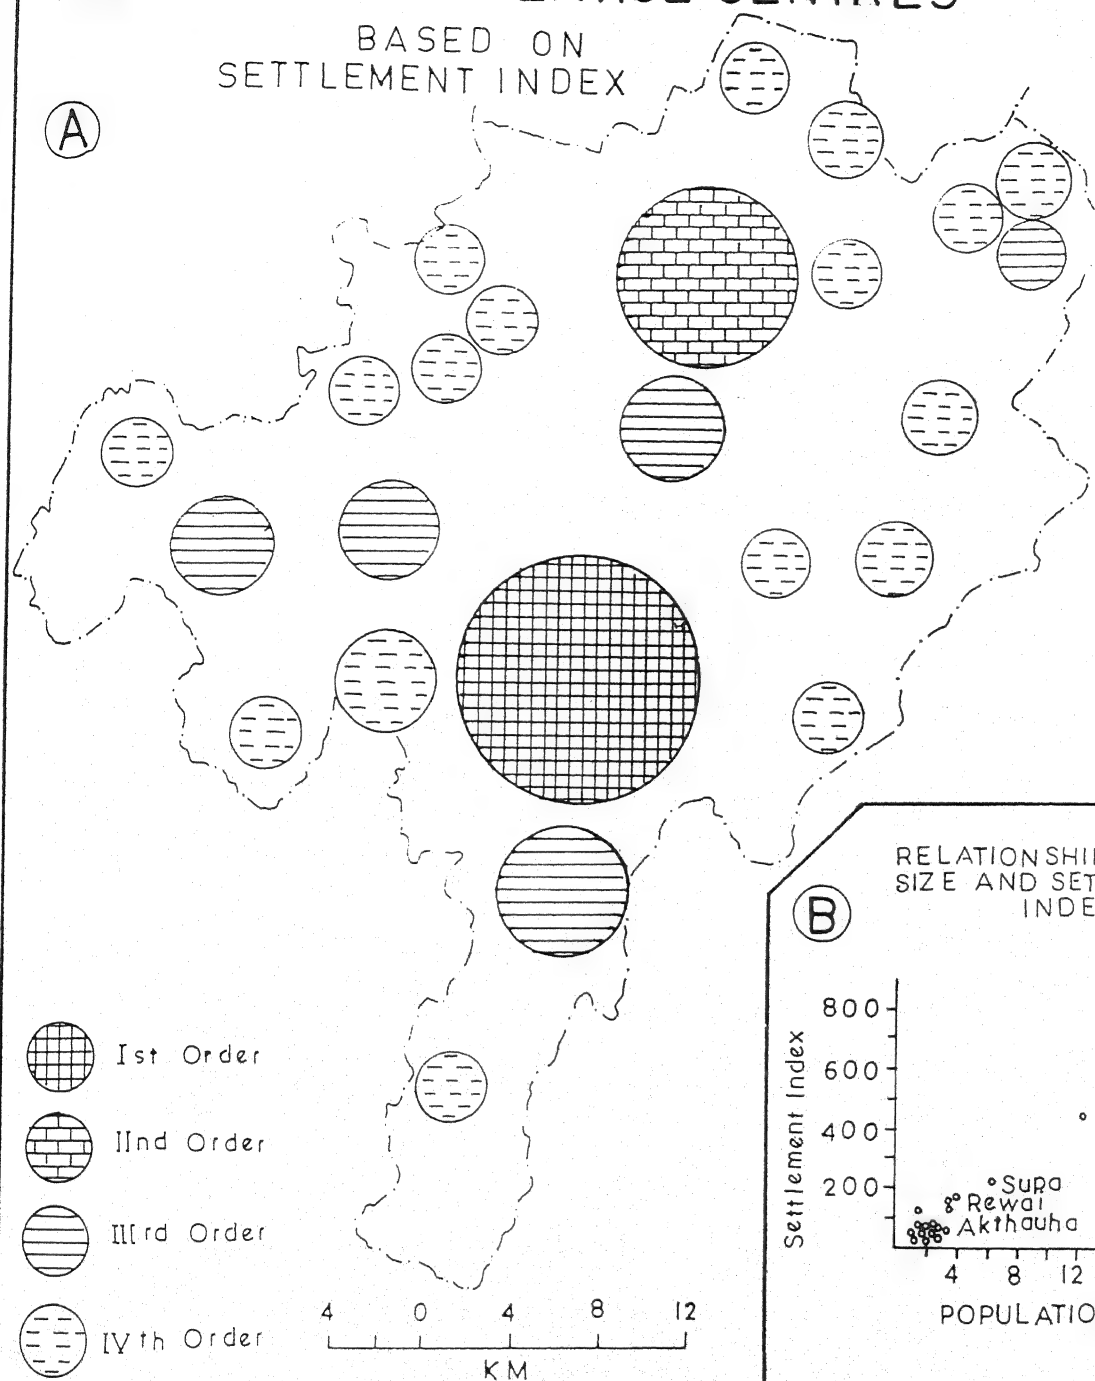 BASED ON
SETTLEMENT INDEX
A
Ist Order
IInd Order
IIIrd Order
IVth Order
4 0 4 8 12
KM
RELATIONSHI
SIZE AND SET
INDE
B
Settlement Index
800
600
400
200
Supa
Rewai
Akthauha
4 8 12
POPULATIO